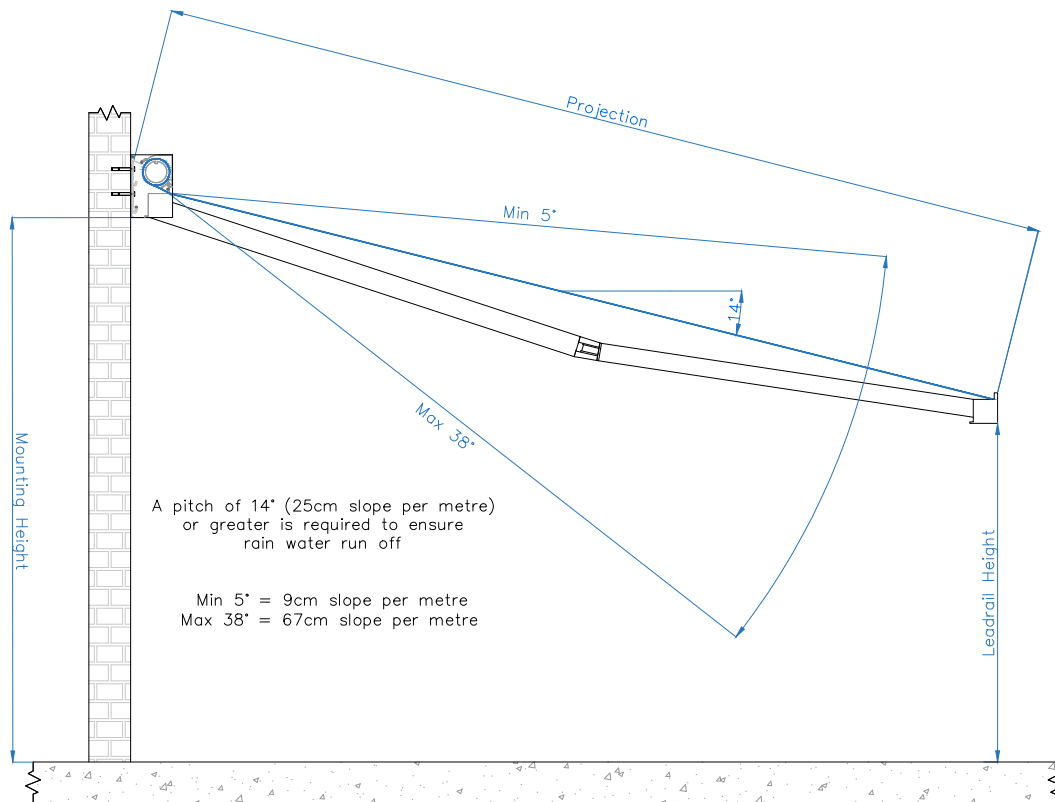 Projection
Min 5°
14°
Max 38°
Mounting Height
A pitch of 14° (25cm slope per metre)
or greater is required to ensure
rain water run off
Min 5° = 9cm slope per metre
Max 38° = 67cm slope per metre
Leadrail Height